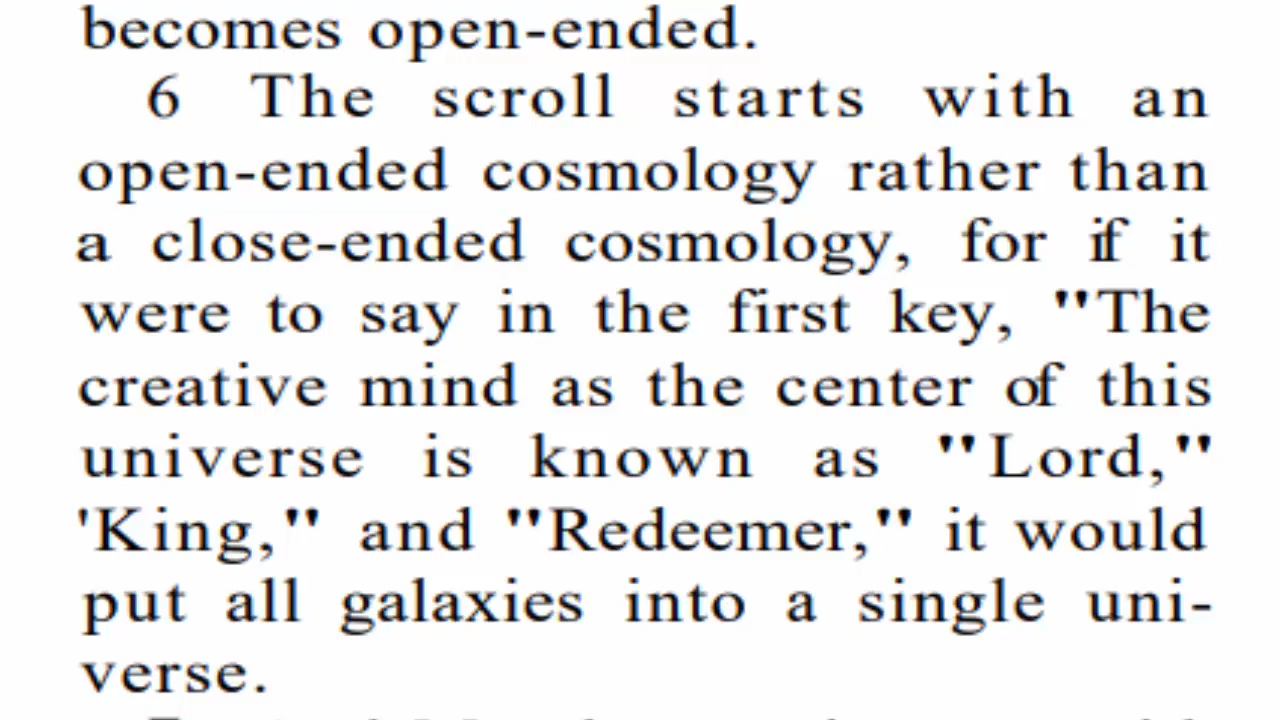 becomes open-ended.
6 The scroll starts with an
open-ended cosmology rather than
a close-ended cosmology, for if it
were to say in the first key, "The
creative mind as the center of this
universe is known as "Lord,"
'King," and "Redeemer," it would
put all galaxies into a single uni-
verse.